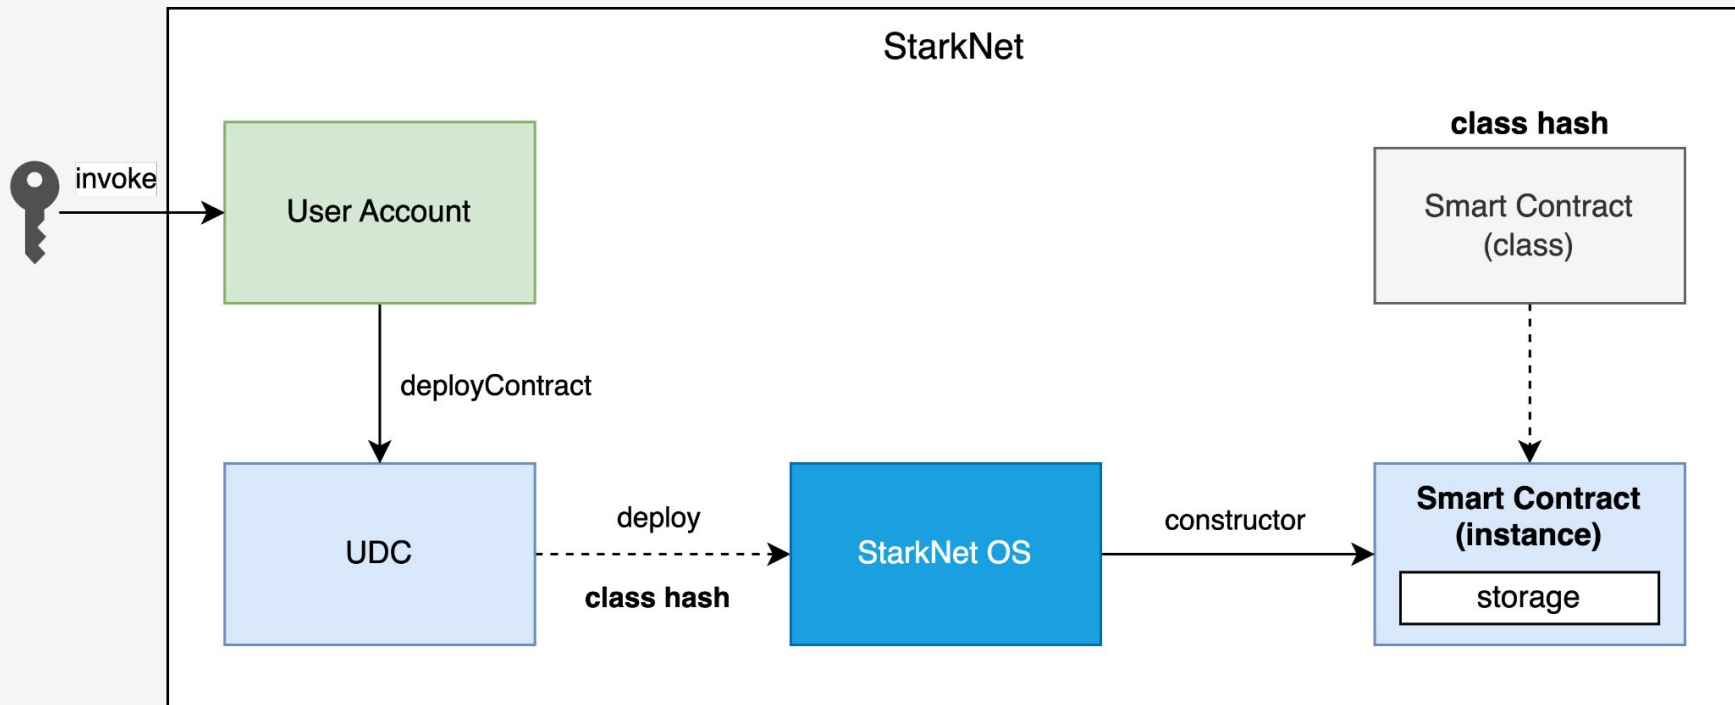 StarkNet
class hash
invoke
User Account
Smart Contract
(class)
deployContract
UDC
deploy
class hash
StarkNet OS
constructor
Smart Contract
(instance)
storage